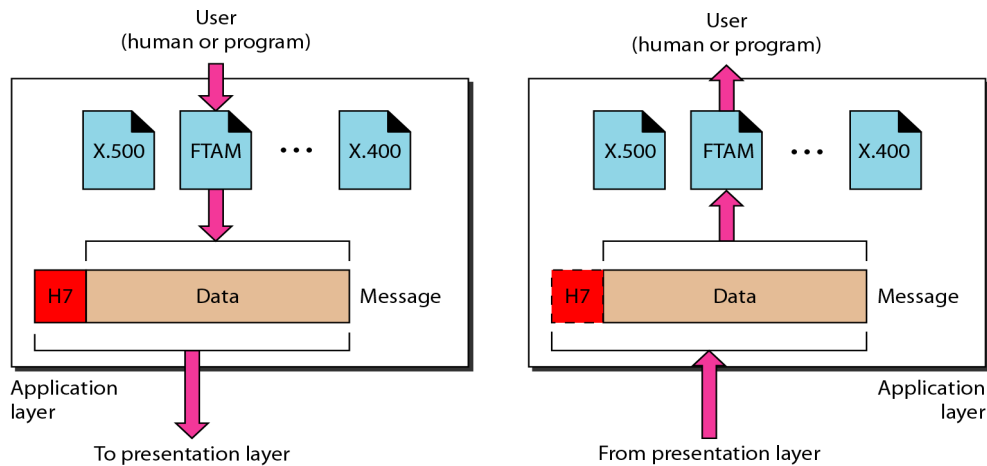 User
(human or program)
X.500
FTAM
...
X.400
H7
Data
Message
Application
layer
To presentation layer
User
(human or program)
X.500
FTAM
...
X.400
H7
Data
Message
Application
layer
From presentation layer